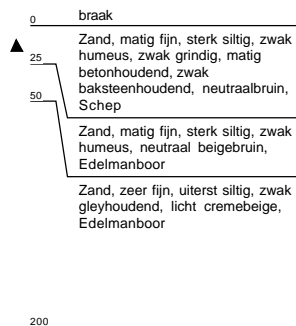 0 braak
Zand, matig fijn, sterk siltig, zwak
25 humeus, zwak grindig, matig
betonhoudend, zwak
baksteenhoudend, neutraalbruin,
50 Schep
Zand, matig fijn, sterk siltig, zwak
humeus, neutraal beigebruin,
Edelmanboor
Zand, zeer fijn, uiterst siltig, zwak
gleyhoudend, licht cremebeige,
Edelmanboor
200